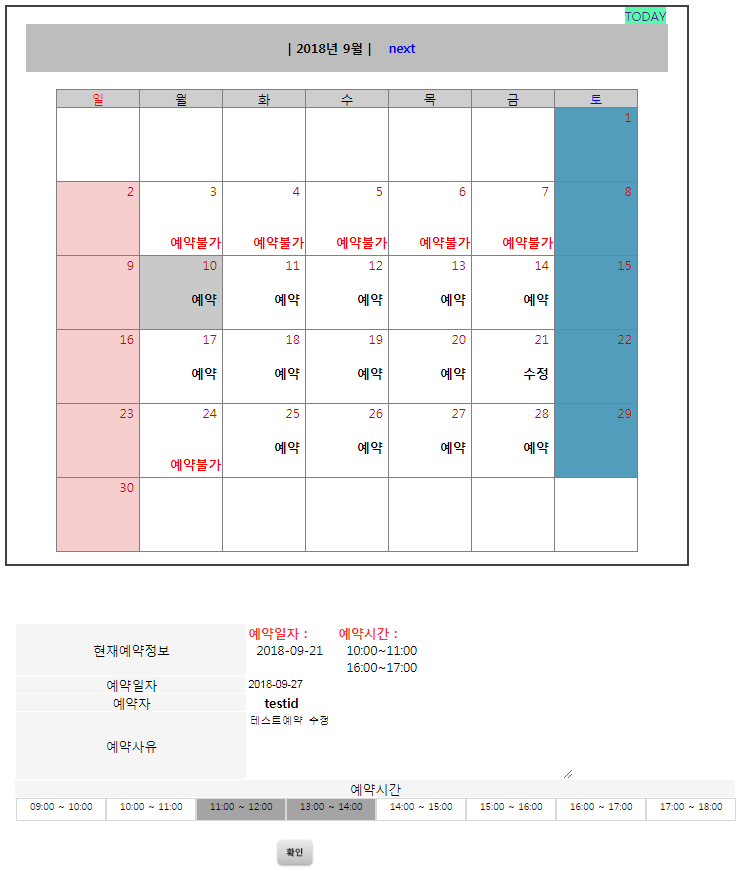 TODAY
| 2018년 9월 | next
일 월 화 수 목 금 토
1
2 3 4 5 6 7 8
예약불가 예약불가 예약불가 예약불가 예약불가
9 10 11 12 13 14 15
예약 예약 예약 예약 예약
16 17 18 19 20 21 22
예약 예약 예약 예약 수정
23 24 25 26 27 28 29
예약 예약 예약 예약
예약불가
30
예약일자 : 예약시간 :
현재예약정보 2018-09-21 10:00~11:00
16:00~17:00
예약일자 2018-09-27
예약자 testid
테스트예약 수정
예약사유
예약시간
09:00 ~ 10:00 10:00 ~ 11:00 11:00 ~ 12:00 13:00 ~ 14:00 14:00 ~ 15:00 15:00 ~ 16:00 16:00 ~ 17:00 17:00 ~ 18:00
확인